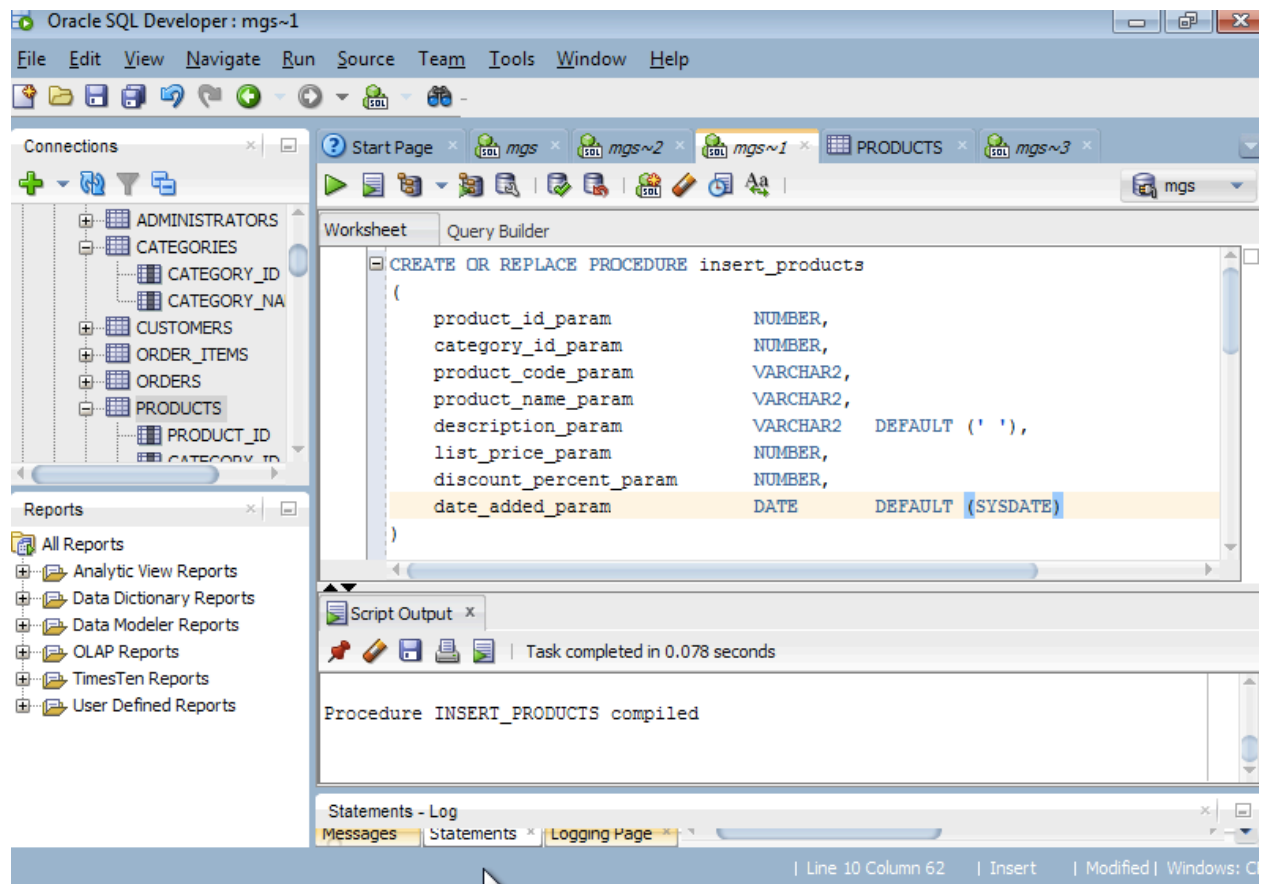 Oracle SQL Developer : mgs~1
File Edit View Navigate Run Source Team Tools Window Help
Connections
ADMINISTRATORS
CATEGORIES
CATEGORY_ID
CATEGORY_NA
CUSTOMERS
ORDER_ITEMS
ORDERS
PRODUCTS
PRODUCT_ID
CATEGORY_ID
Reports
All Reports
Analytic View Reports
Data Dictionary Reports
Data Modeler Reports
OLAP Reports
TimesTen Reports
User Defined Reports
Start Page mgs mgs~2 mgs~1 PRODUCTS mgs~3
mgs
Worksheet Query Builder
CREATE OR REPLACE PROCEDURE insert_products
(
product_id_param NUMBER,
category_id_param NUMBER,
product_code_param VARCHAR2,
product_name_param VARCHAR2,
description_param VARCHAR2 DEFAULT (' '),
list_price_param NUMBER,
discount_percent_param NUMBER,
date_added_param DATE DEFAULT (SYSDATE)
)
Script Output x
Task completed in 0.078 seconds
Procedure INSERT_PRODUCTS compiled
Statements - Log
Messages Statements Logging Page
| Line 10 Column 62 | Insert | Modified | Windows: C